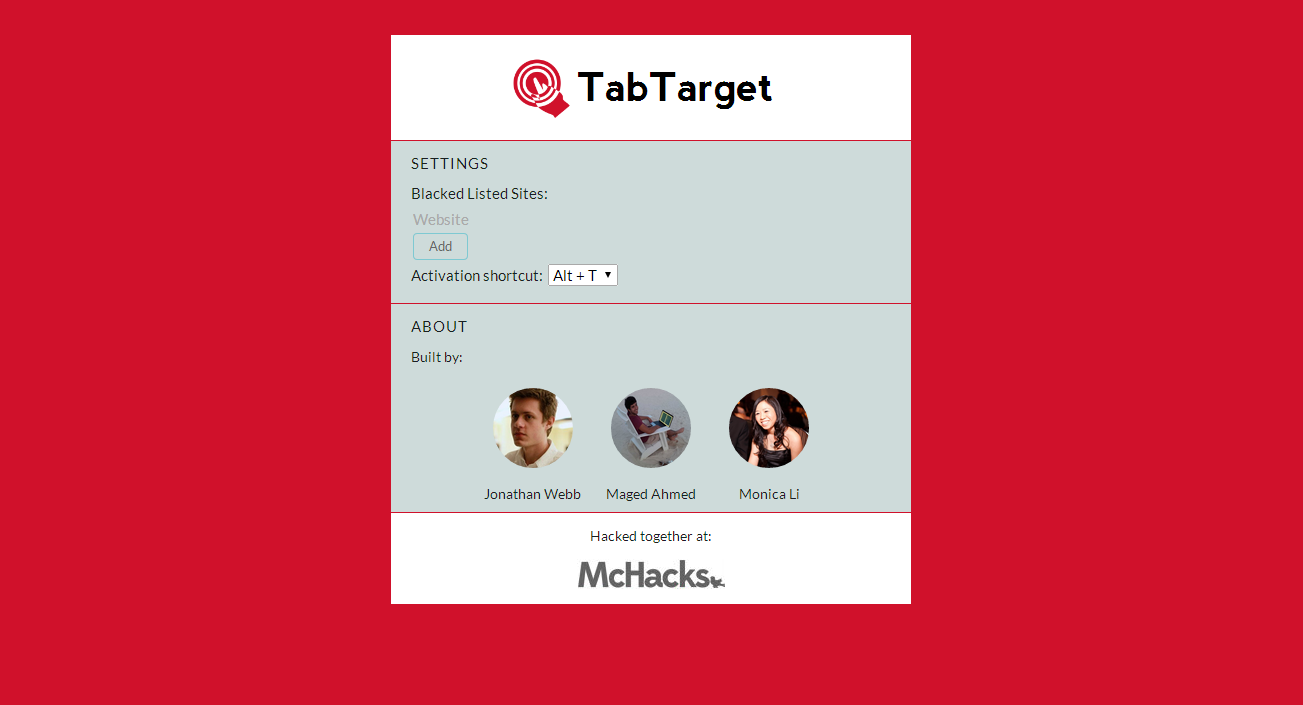 TabTarget
SETTINGS
Blacked Listed Sites:
Website
Add
Activation shortcut: Alt + T
ABOUT
Built by:
Jonathan Webb Maged Ahmed Monica Li
Hacked together at:
McHacks